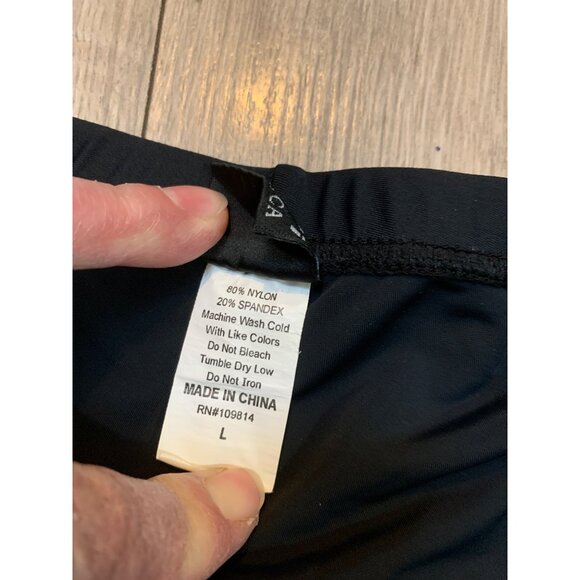 CA
80% NYLON
20% SPANDEX
Machine Wash Cold
With Like Colors
Do Not Bleach
Tumble Dry Low
Do Not Iron
MADE IN CHINA
RN#109814
L